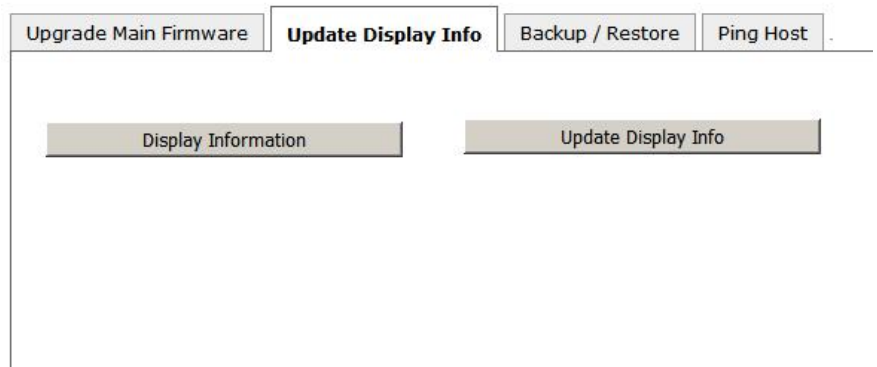 Upgrade Main Firmware Update Display Info Backup / Restore Ping Host
Display Information Update Display Info